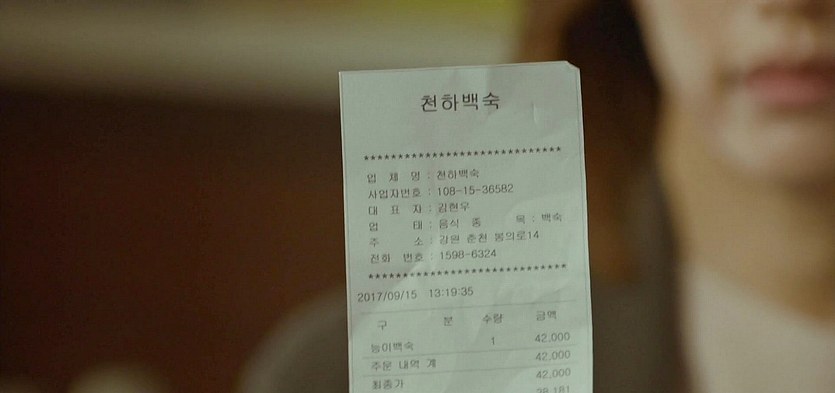 천하백숙
*******************************
업 체 명 : 천하백숙
사업자번호 : 108-15-36582
대 표 자 : 김현우
업 태 : 음식 종 목 : 백숙
주 소 : 강원 춘천 봉의로14
전화 번호 : 1598-6324
*******************************
2017/09/15 13:19:35
구 분 수량 금액
능이백숙 1 42,000
주문 내역 계 42,000
최종가 42,000